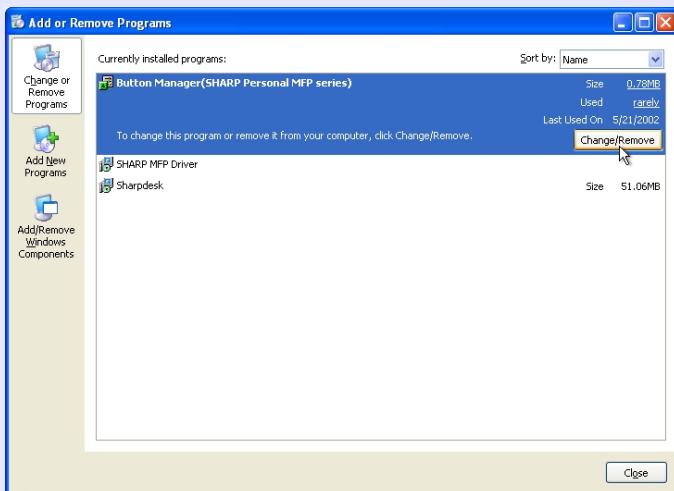 Add or Remove Programs
Change or
Remove
Programs
Add New
Programs
Add/Remove
Windows
Components
Currently installed programs:
Sort by: Name
Button Manager(SHARP Personal MFP series)
Size 0.78MB
Used rarely
Last Used On 5/21/2002
To change this program or remove it from your computer, click Change/Remove.
Change/Remove
SHARP MFP Driver
Sharpdesk
Size 51.06MB
Close